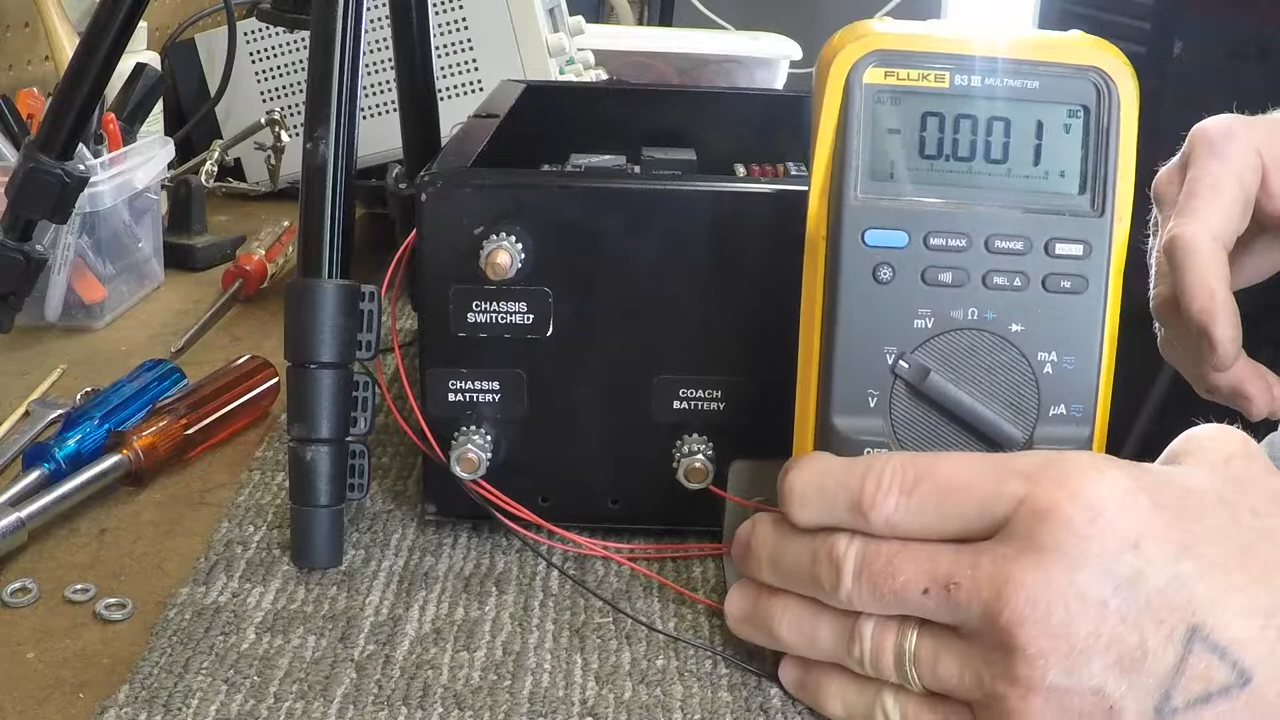 FLUKE 83 III MULTIMETER
AUTO
DC
- 0.001 V
MIN MAX
RANGE
HOLD
REL Δ
Hz
mV
Ω
V
mA
A
V
µA
OFF
CHASSIS
SWITCHED
CHASSIS
BATTERY
COACH
BATTERY